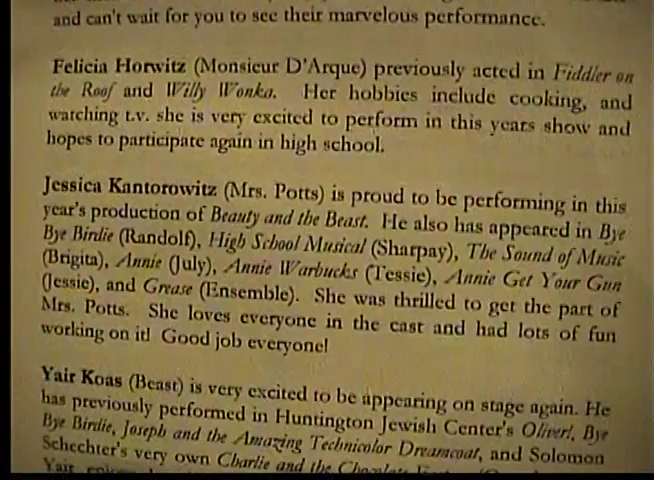 and can't wait for you to see their marvelous performance.
Felicia Horwitz (Monsieur D'Arque) previously acted in Fiddler on
the Roof and Willy Wonka. Her hobbies include cooking, and
watching t.v. she is very excited to perform in this years show and
hopes to participate again in high school.
Jessica Kantorowitz (Mrs. Potts) is proud to be performing in this
year's production of Beauty and the Beast. He also has appeared in Bye
Bye Birdie (Randolf), High School Musical (Sharpay), The Sound of Music
(Brigita), Annie (July), Annie Warbucks (Tessie), Annie Get Your Gun
(Jessie), and Grease (Ensemble). She was thrilled to get the part of
Mrs. Potts. She loves everyone in the cast and had lots of fun
working on it! Good job everyone!
Yair Koas (Beast) is very excited to be appearing on stage again. He
has previously performed in Huntington Jewish Center's Oliver!, Bye
Bye Birdie, Joseph and the Amazing Technicolor Dreamcoat, and Solomon
Schechter's very own Charlie and the Chocolate
Yair